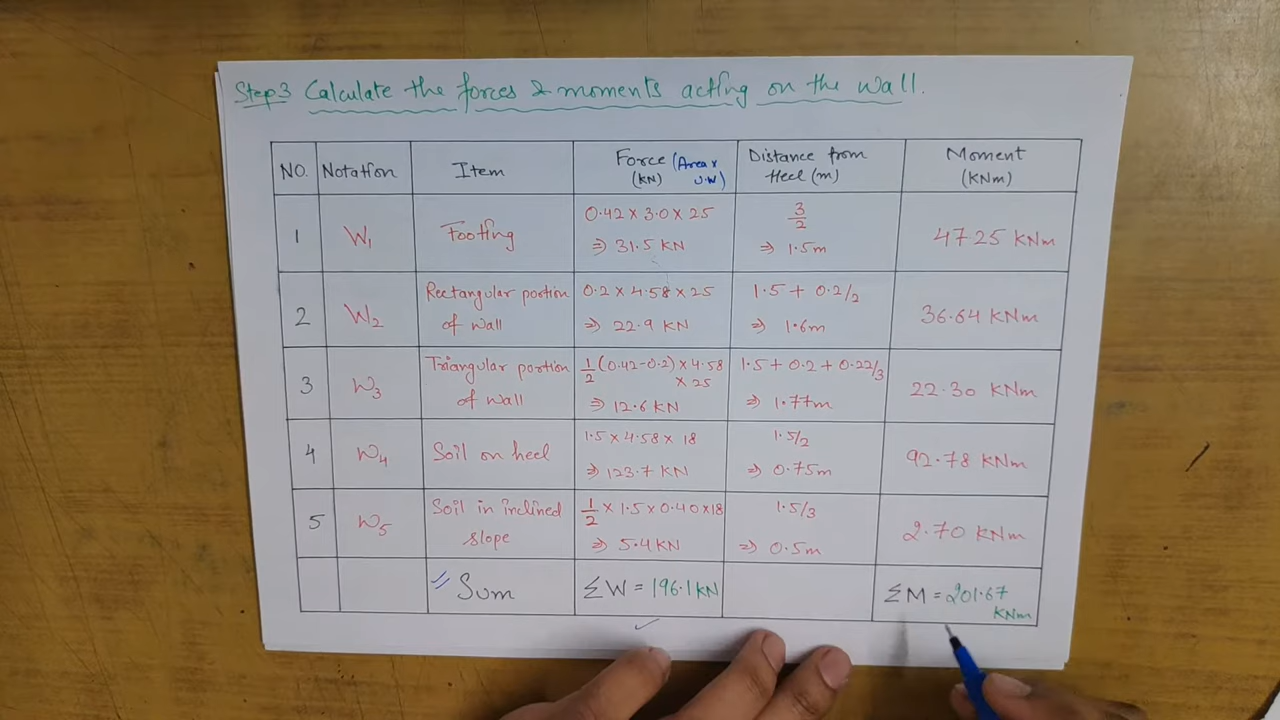 Step3 Calculate the forces & moments acting on the wall.
NO. Notation Item Force (Area x U.W) (KN) Distance from Heel (m) Moment (KNm)
1 W1 Footing 0.42 x 3.0 x 25 3/2 47.25 KNm
⇒ 31.5 KN ⇒ 1.5m
2 W2 Rectangular portion of wall 0.2 x 4.58 x 25 1.5 + 0.2/2 36.64 KNm
⇒ 22.9 KN ⇒ 1.6m
3 W3 Triangular portion of wall 1/2 (0.42-0.2) x 4.58 x 25 1.5 + 0.2 + 0.22/3 22.30 KNm
⇒ 12.6 KN ⇒ 1.77m
4 W4 Soil on heel 1.5 x 4.58 x 18 1.5/2 92.78 KNm
⇒ 123.7 KN ⇒ 0.75m
5 W5 Soil in inclined slope 1/2 x 1.5 x 0.40 x 18 1.5/3 2.70 KNm
⇒ 5.4 KN ⇒ 0.5m
Sum ΣW = 196.1 KN ΣM = 201.67 KNm